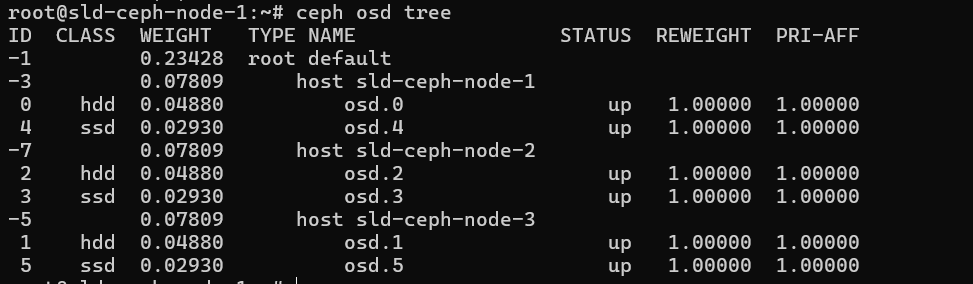 root@sld-ceph-node-1:~# ceph osd tree
ID  CLASS  WEIGHT   TYPE NAME                 STATUS  REWEIGHT  PRI-AFF
-1         0.23428  root default
-3         0.07809      host sld-ceph-node-1
 0    hdd  0.04880          osd.0                 up   1.00000  1.00000
 4    ssd  0.02930          osd.4                 up   1.00000  1.00000
-7         0.07809      host sld-ceph-node-2
 2    hdd  0.04880          osd.2                 up   1.00000  1.00000
 3    ssd  0.02930          osd.3                 up   1.00000  1.00000
-5         0.07809      host sld-ceph-node-3
 1    hdd  0.04880          osd.1                 up   1.00000  1.00000
 5    ssd  0.02930          osd.5                 up   1.00000  1.00000